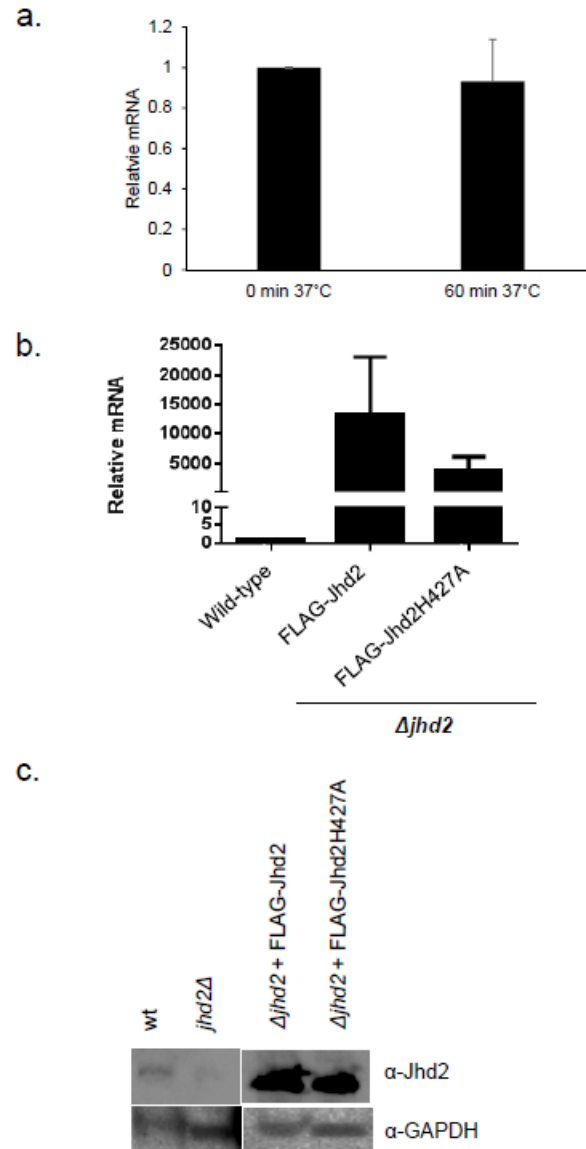 a.
1.2
1
0.8
0.6
0.4
0.2
0
Relatvie mRNA
0 min 37°C
60 min 37°C
b.
25000
20000
15000
10000
5000
10
5
0
Relative mRNA
Wild-type
FLAG-Jhd2
FLAG-Jhd2H427A
Δjhd2
c.
wt
jhd2Δ
Δjhd2 + FLAG-Jhd2
Δjhd2 + FLAG-Jhd2H427A
α-Jhd2
α-GAPDH